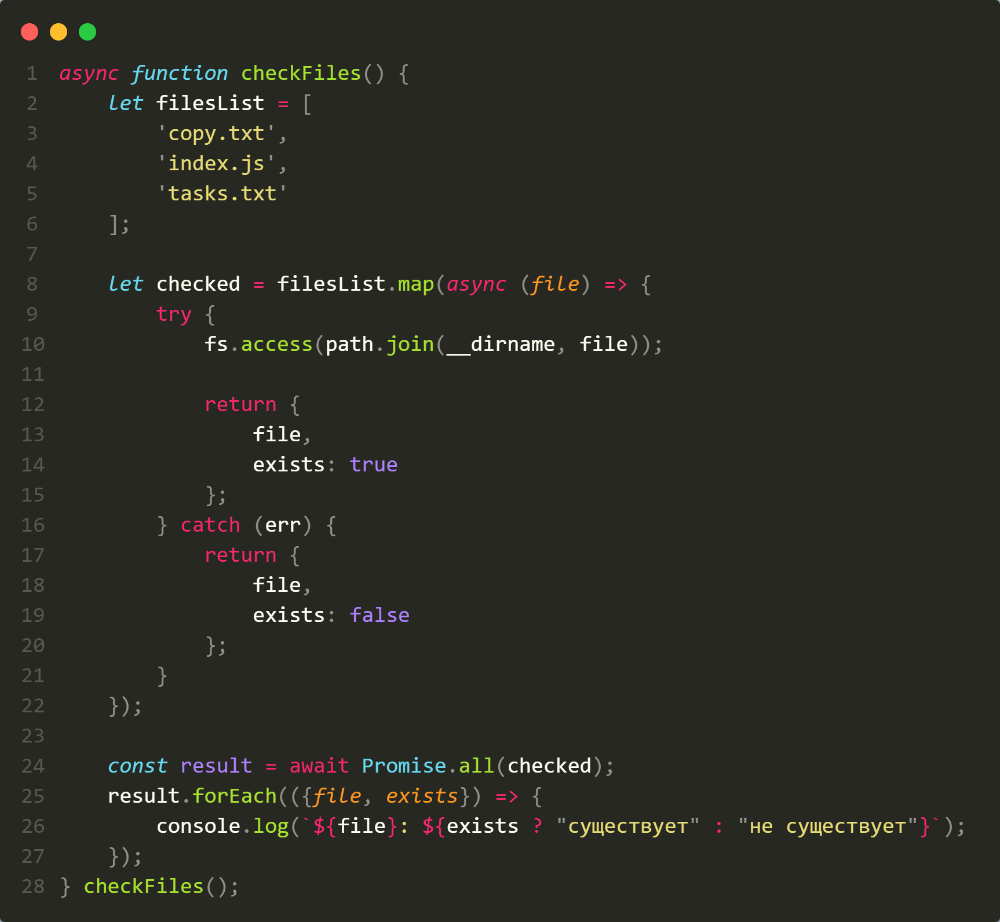 1 async function checkFiles() {
2     let filesList = [
3         'copy.txt',
4         'index.js',
5         'tasks.txt'
6     ];
7
8     let checked = filesList.map(async (file) => {
9         try {
10             fs.access(path.join(__dirname, file));
11
12             return {
13                 file,
14                 exists: true
15             };
16         } catch (err) {
17             return {
18                 file,
19                 exists: false
20             };
21         }
22     });
23
24     const result = await Promise.all(checked);
25     result.forEach(({file, exists}) => {
26         console.log(`${file}: ${exists ? "существует" : "не существует"}`);
27     });
28 } checkFiles();